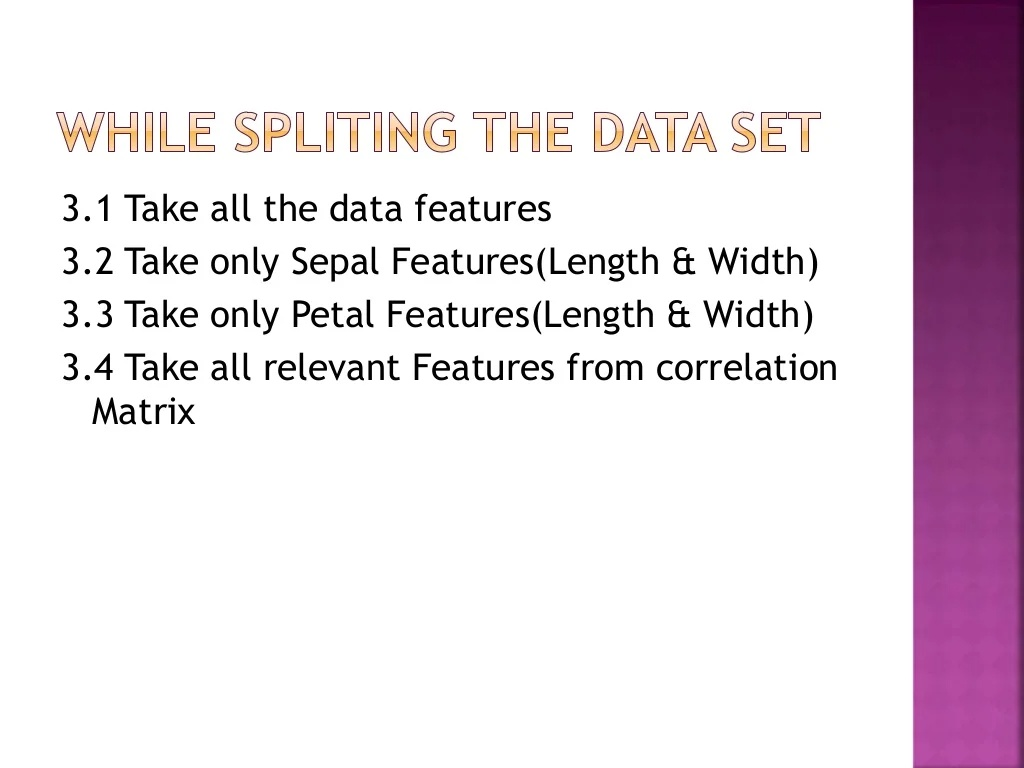 WHILE SPLITING THE DATA SET
3.1 Take all the data features
3.2 Take only Sepal Features(Length & Width)
3.3 Take only Petal Features(Length & Width)
3.4 Take all relevant Features from correlation
Matrix